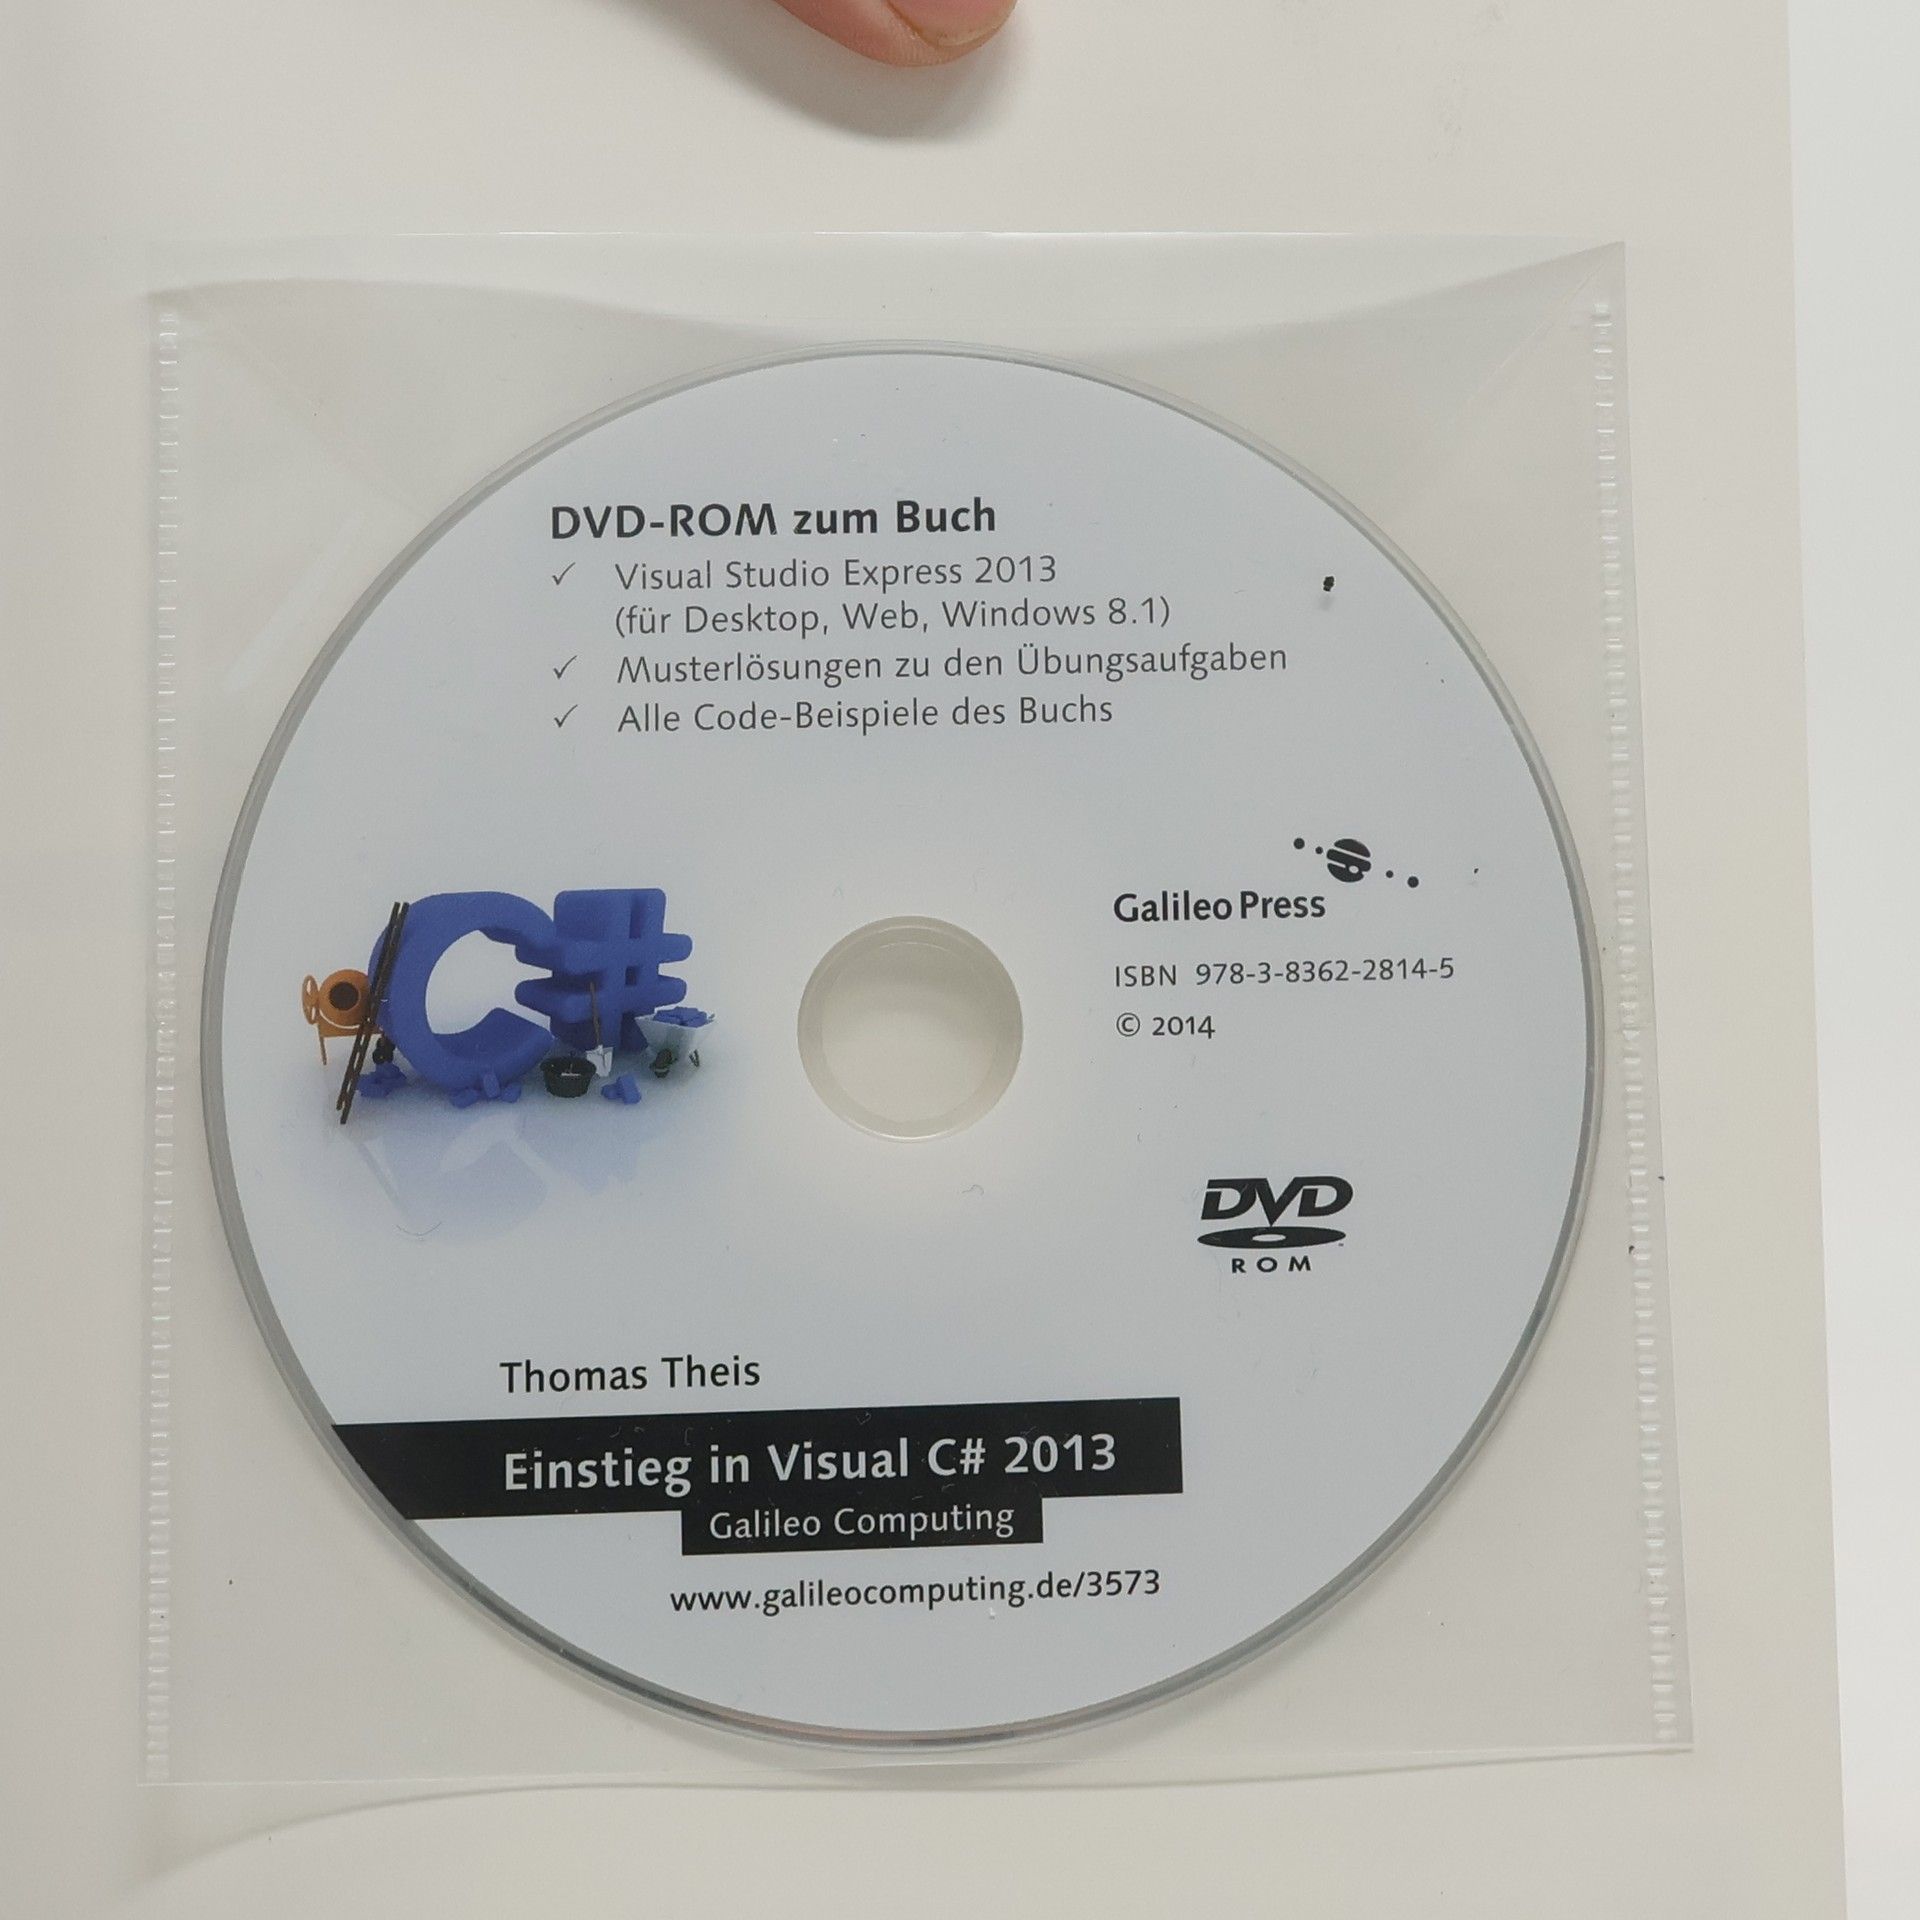 DVD-ROM zum Buch
✓ Visual Studio Express 2013
(für Desktop, Web, Windows 8.1)
✓ Musterlösungen zu den Übungsaufgaben
✓ Alle Code-Beispiele des Buchs
C#
Galileo Press
ISBN 978-3-8362-2814-5
© 2014
DVD
ROM
Thomas Theis
Einstieg in Visual C# 2013
Galileo Computing
www.galileocomputing.de/3573